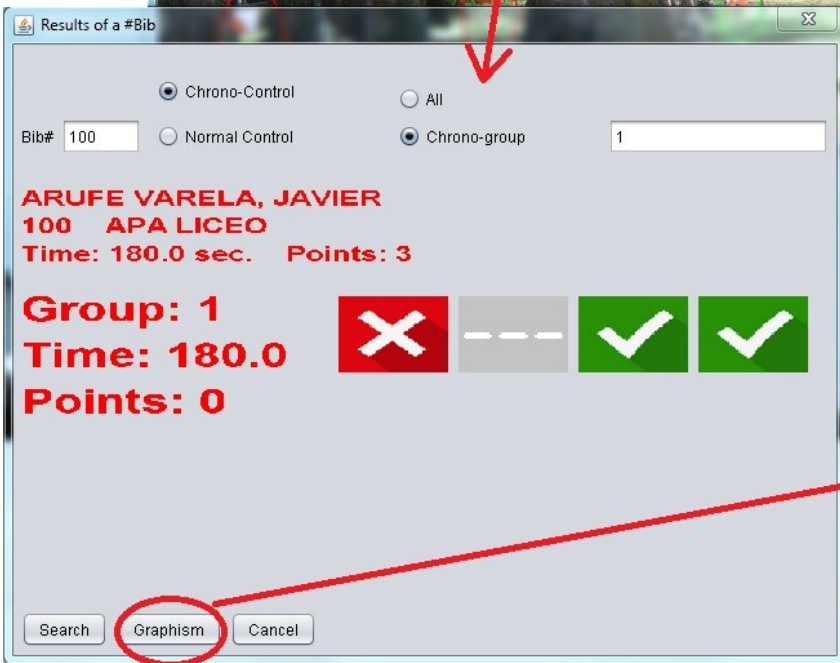 Results of a #Bib
Chrono-Control
All
Bib# 100
Normal Control
Chrono-group
1
ARUFE VARELA, JAVIER
100 APA LICEO
Time: 180.0 sec. Points: 3
Group: 1
Time: 180.0
Points: 0
Search
Graphism
Cancel